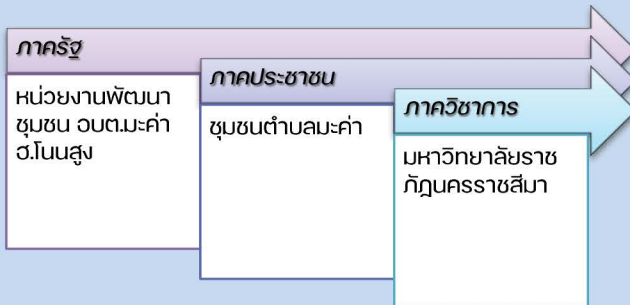 ภาครัฐ
หน่วยงานพัฒนา
ชุมชน อบต.มะค่า
ฮ.โนนสูง
ภาคประชาชน
ชุมชนตำบลมะค่า
ภาควิชาการ
มหาวิทยาลัยราช
ภัฎนครราชสีมา